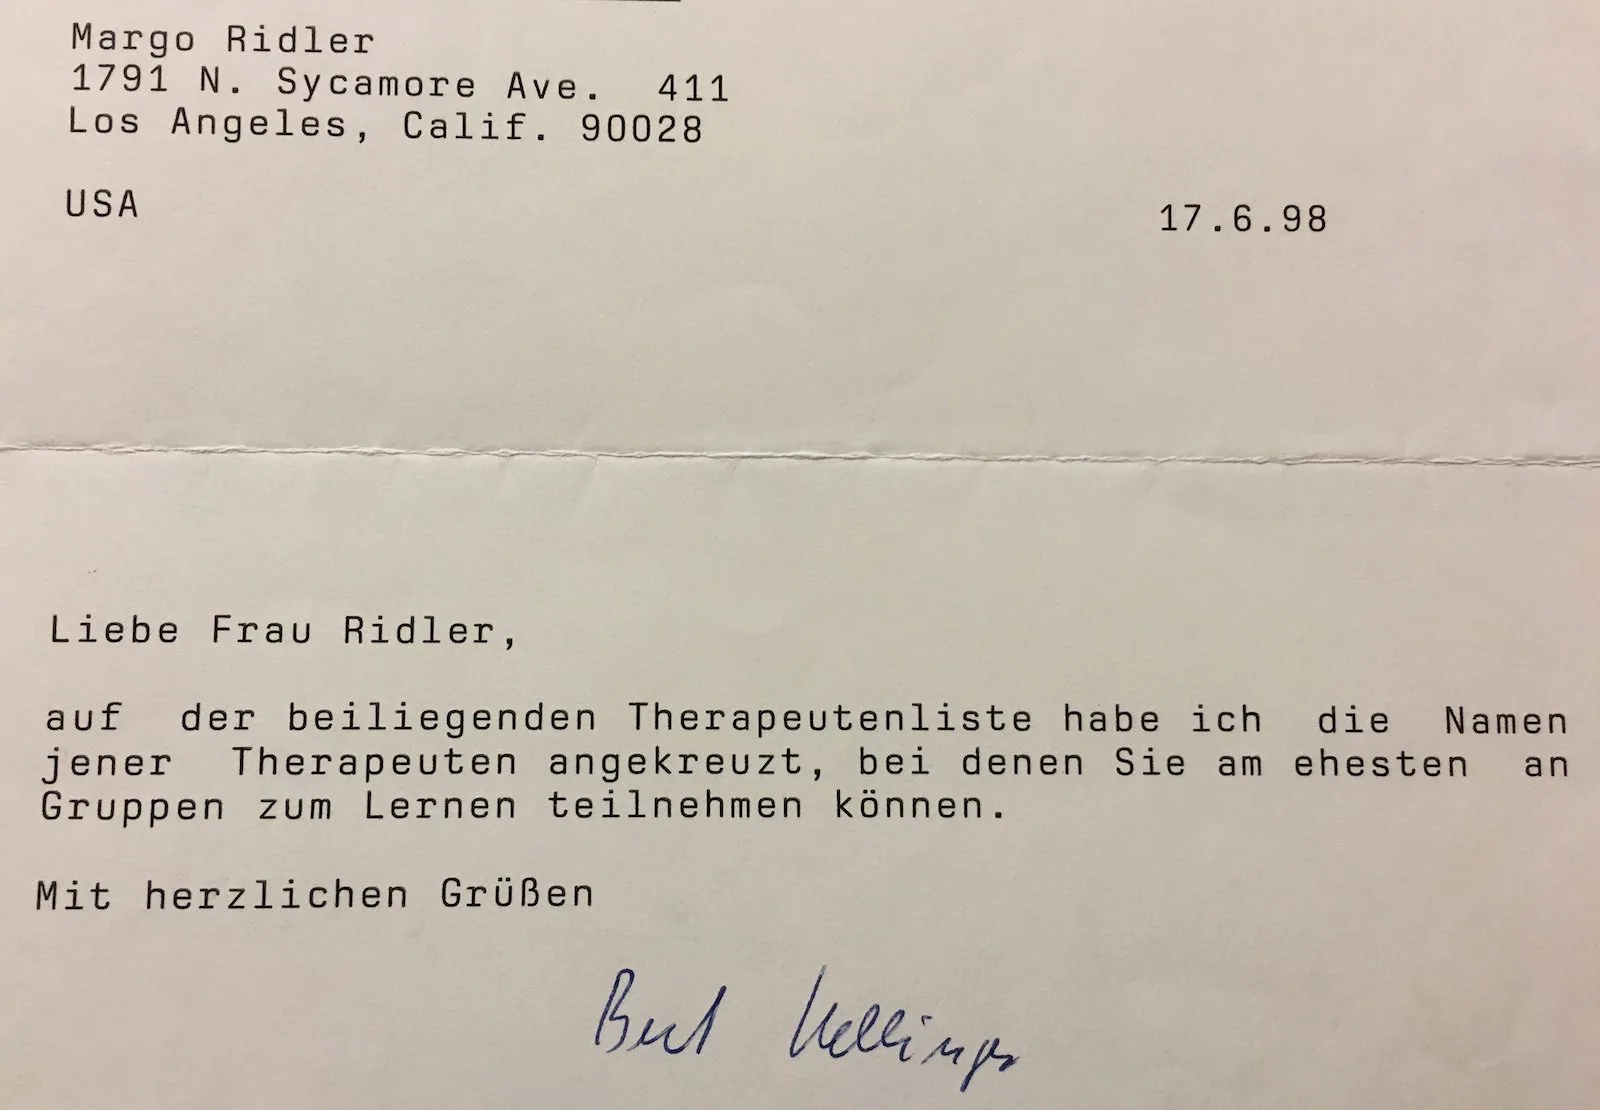 Margo Ridler
1791 N. Sycamore Ave. 411
Los Angeles, Calif. 90028
USA
17.6.98
Liebe Frau Ridler,
auf der beiliegenden Therapeutenliste habe ich die Namen
jener Therapeuten angekreuzt, bei denen Sie am ehesten an
Gruppen zum Lernen teilnehmen können.
Mit herzlichen Grüßen
Bert Hellinger